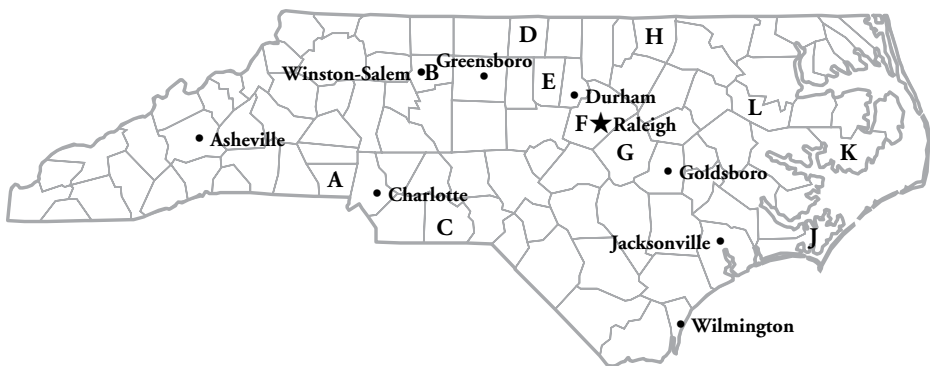 D
H
Greensboro
Winston-Salem
B
E
Durham
L
F
Raleigh
Asheville
G
K
Goldsboro
A
Charlotte
C
J
Jacksonville
Wilmington